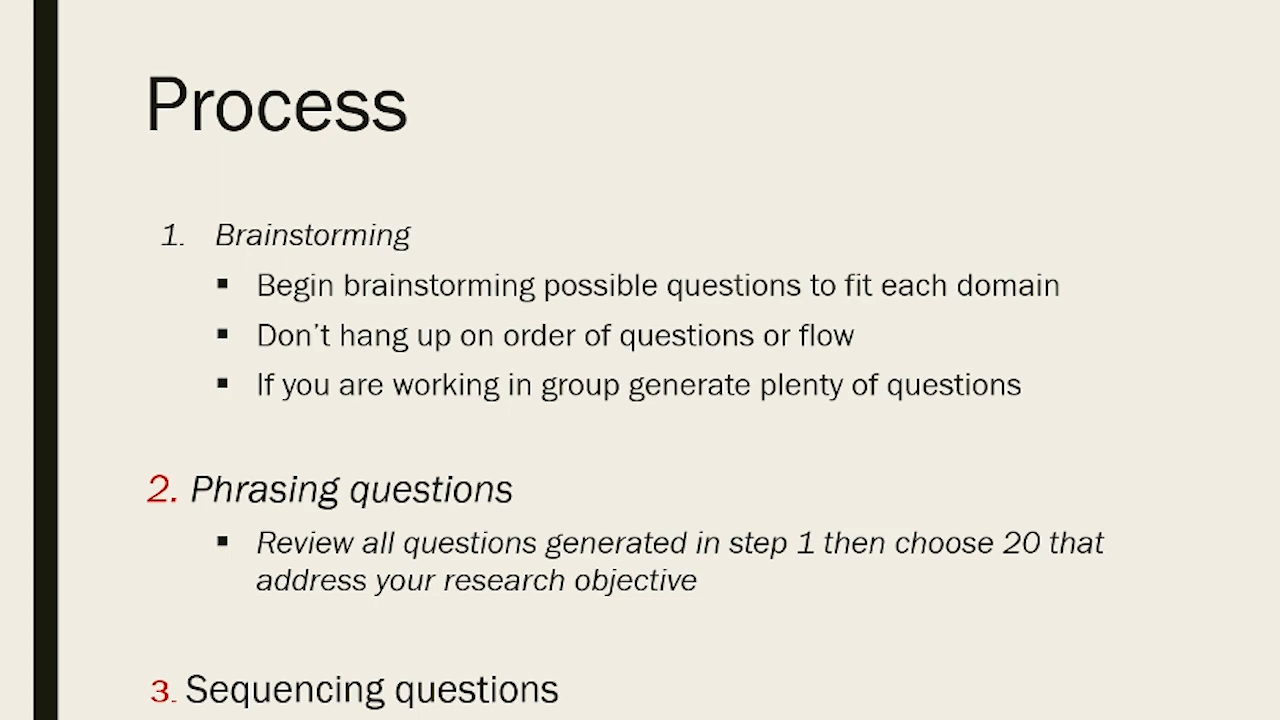 Process
1. Brainstorming
▪ Begin brainstorming possible questions to fit each domain
▪ Don’t hang up on order of questions or flow
▪ If you are working in group generate plenty of questions
2. Phrasing questions
▪ Review all questions generated in step 1 then choose 20 that
address your research objective
3. Sequencing questions